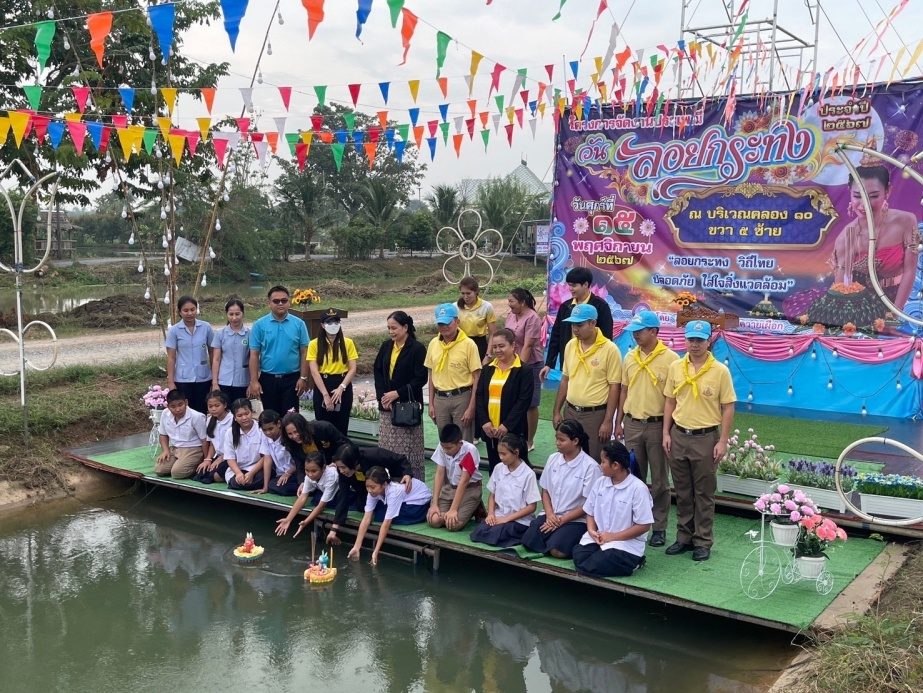 โครงการจัดงานประเพณี
วัน ลอยกระทง
ประจำปี
๒๕๖๗
วันศุกร์ที่
๑๕
พฤศจิกายน
๒๕๖๗
ณ บริเวณคลอง ๑๐
ขวา ๕ ซ้าย
"ลอยกระทง วิถีไทย
ปลอดภัย ใส่ใจสิ่งแวดล้อม"